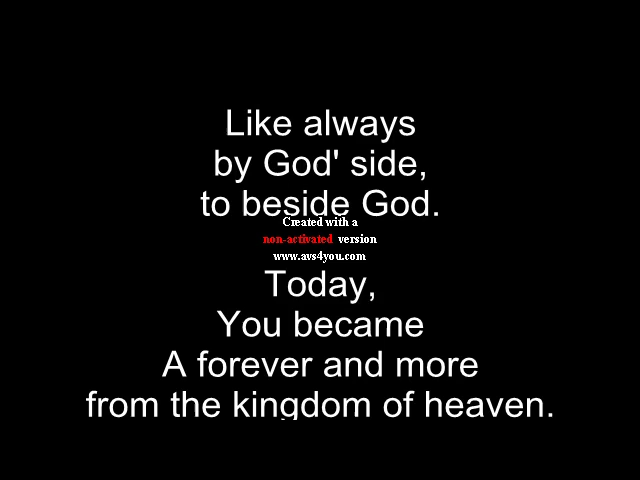 Like always
by God' side,
to beside God.
Created with a
non-activated version
www.avs4you.com
Today,
You became
A forever and more
from the kingdom of heaven.